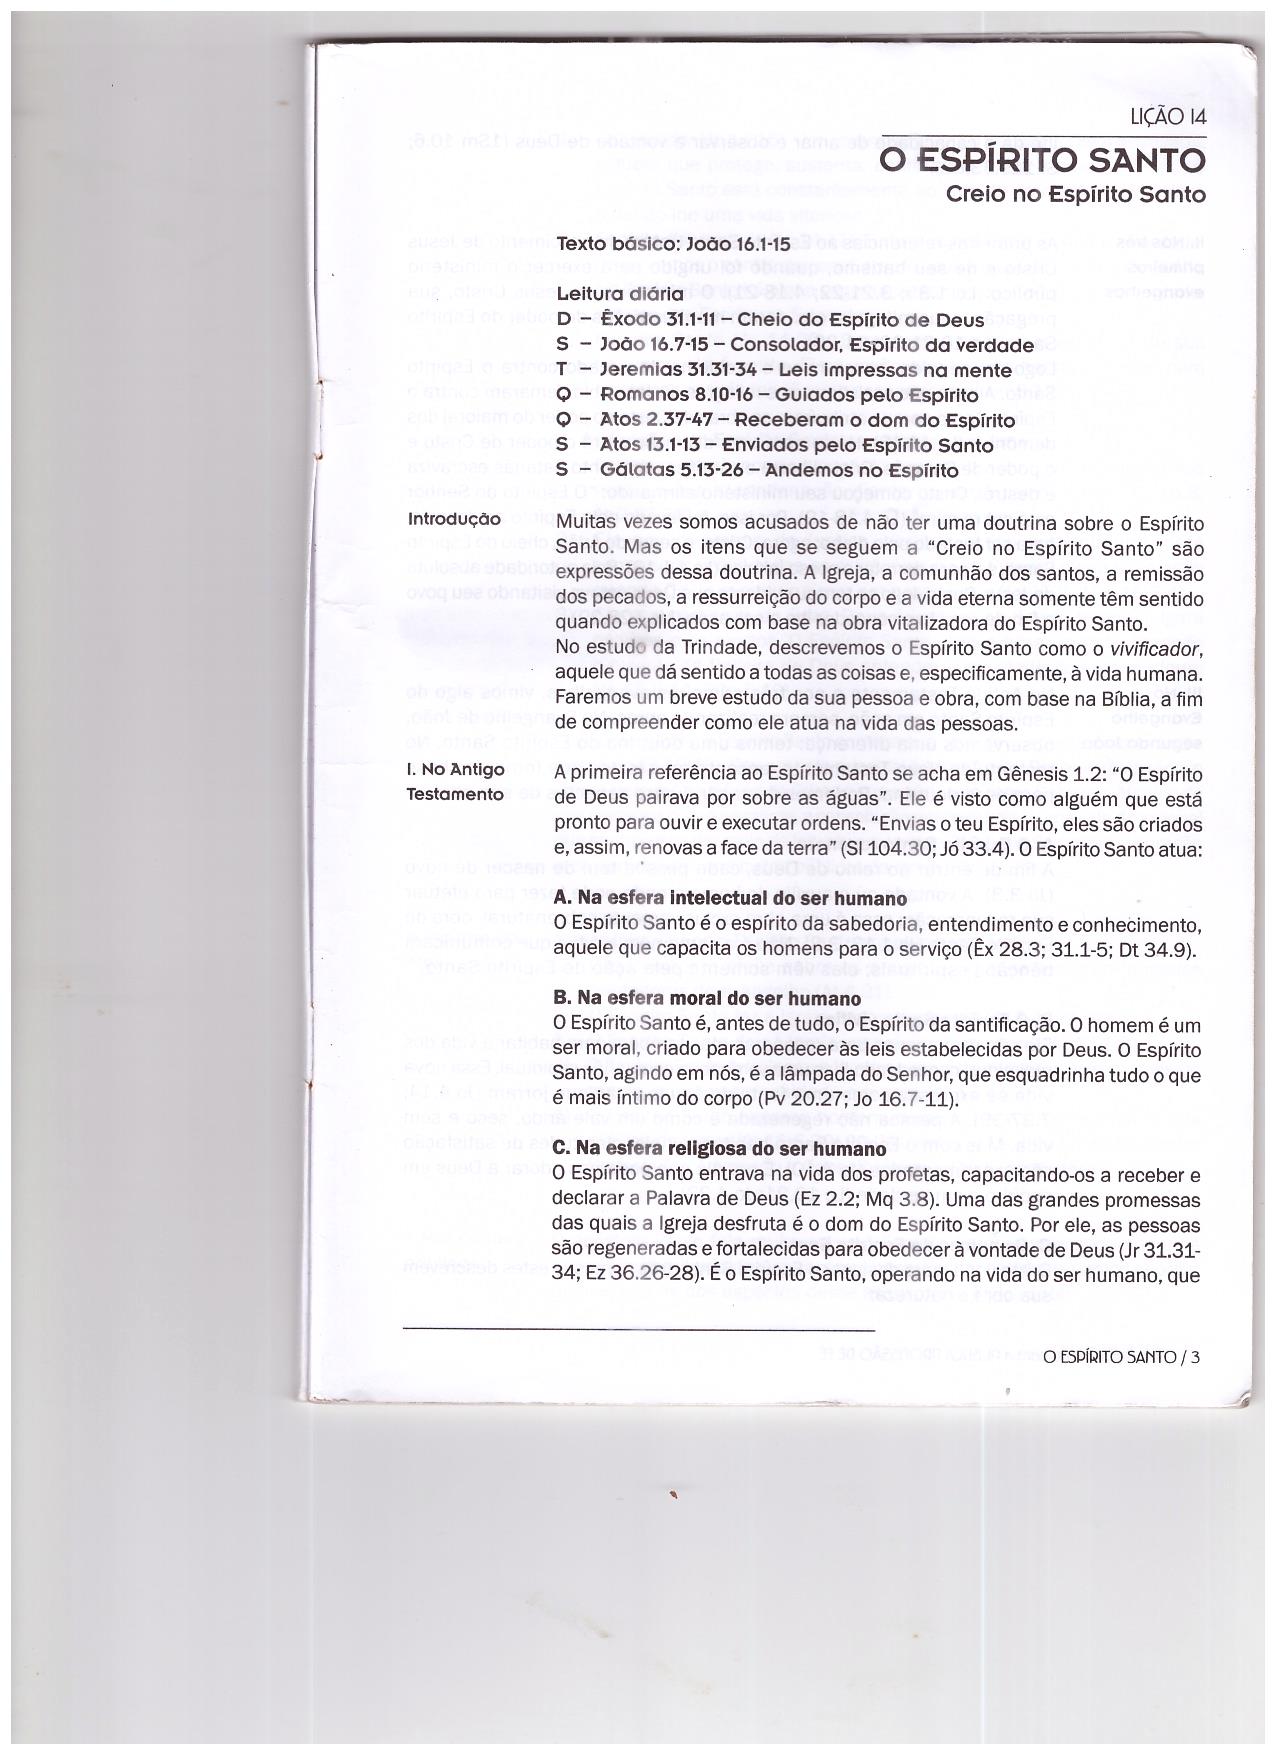 LIÇÃO 14
O ESPÍRITO SANTO
Creio no Espírito Santo
Texto básico: João 16.1-15
Leitura diária
D – Êxodo 31.1-11 – Cheio do Espírito de Deus
S – João 16.7-15 – Consolador, Espírito da verdade
T – Jeremias 31.31-34 – Leis impressas na mente
Q – Romanos 8.10-16 – Guiados pelo Espírito
Q – Atos 2.37-47 – Receberam o dom do Espírito
S – Atos 13.1-13 – Enviados pelo Espírito Santo
S – Gálatas 5.13-26 – Andemos no Espírito
Introdução
Muitas vezes somos acusados de não ter uma doutrina sobre o Espírito
Santo. Mas os itens que se seguem a “Creio no Espírito Santo” são
expressões dessa doutrina. A Igreja, a comunhão dos santos, a remissão
dos pecados, a ressurreição do corpo e a vida eterna somente têm sentido
quando explicados com base na obra vitalizadora do Espírito Santo.
No estudo da Trindade, descrevemos o Espírito Santo como o vivificador,
aquele que dá sentido a todas as coisas e, especificamente, à vida humana.
Faremos um breve estudo da sua pessoa e obra, com base na Bíblia, a fim
de compreender como ele atua na vida das pessoas.
I. No Antigo
Testamento
A primeira referência ao Espírito Santo se acha em Gênesis 1.2: “O Espírito
de Deus pairava por sobre as águas”. Ele é visto como alguém que está
pronto para ouvir e executar ordens. “Envias o teu Espírito, eles são criados
e, assim, renovas a face da terra” (Sl 104.30; Jó 33.4). O Espírito Santo atua:
A. Na esfera intelectual do ser humano
O Espírito Santo é o espírito da sabedoria, entendimento e conhecimento,
aquele que capacita os homens para o serviço (Êx 28.3; 31.1-5; Dt 34.9).
B. Na esfera moral do ser humano
O Espírito Santo é, antes de tudo, o Espírito da santificação. O homem é um
ser moral, criado para obedecer às leis estabelecidas por Deus. O Espírito
Santo, agindo em nós, é a lâmpada do Senhor, que esquadrinha tudo o que
é mais íntimo do corpo (Pv 20.27; Jo 16.7-11).
C. Na esfera religiosa do ser humano
O Espírito Santo entrava na vida dos profetas, capacitando-os a receber e
declarar a Palavra de Deus (Ez 2.2; Mq 3.8). Uma das grandes promessas
das quais a Igreja desfruta é o dom do Espírito Santo. Por ele, as pessoas
são regeneradas e fortalecidas para obedecer à vontade de Deus (Jr 31.31-
34; Ez 36.26-28). É o Espírito Santo, operando na vida do ser humano, que
O ESPÍRITO SANTO / 3